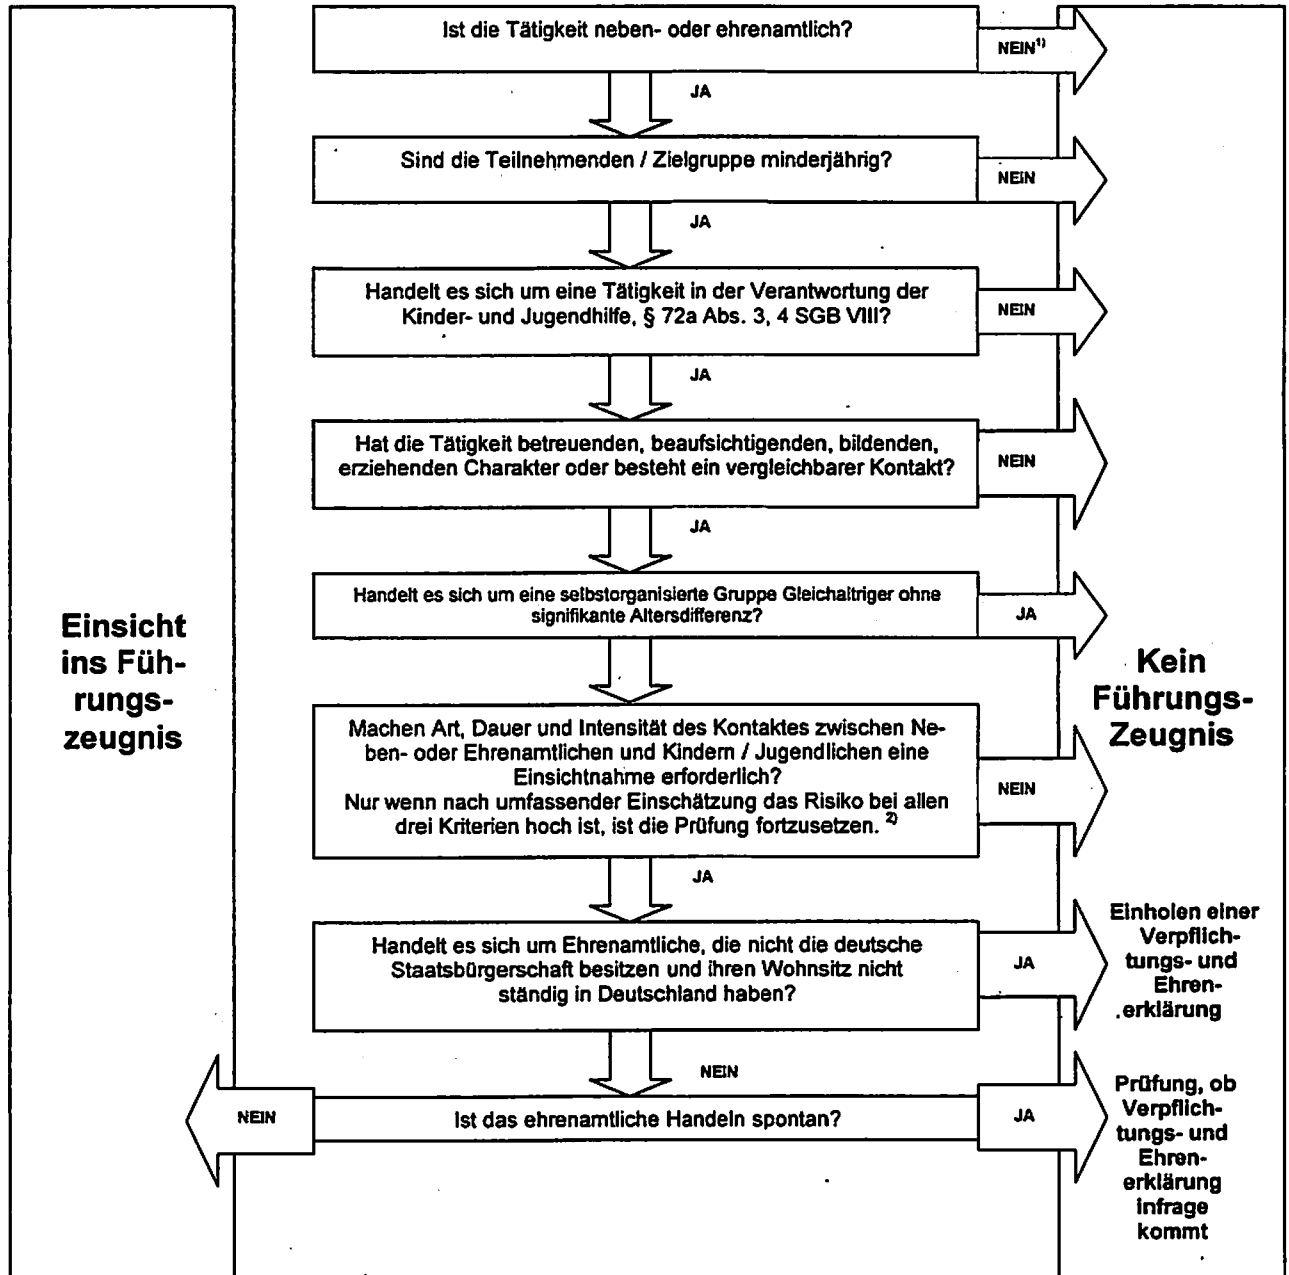 Ist die Tätigkeit neben- oder ehrenamtlich?
NEIN¹⁾
JA
Sind die Teilnehmenden / Zielgruppe minderjährig?
NEIN
JA
Handelt es sich um eine Tätigkeit in der Verantwortung der
Kinder- und Jugendhilfe, § 72a Abs. 3, 4 SGB VIII?
NEIN
JA
Hat die Tätigkeit betreuenden, beaufsichtigenden, bildenden,
erziehenden Charakter oder besteht ein vergleichbarer Kontakt?
NEIN
JA
Handelt es sich um eine selbstorganisierte Gruppe Gleichaltriger ohne
signifikante Altersdifferenz?
JA
Einsicht
ins Füh-
rungs-
zeugnis
Kein
Führungs-
Zeugnis
Machen Art, Dauer und Intensität des Kontaktes zwischen Ne-
ben- oder Ehrenamtlichen und Kindern / Jugendlichen eine
Einsichtnahme erforderlich?
Nur wenn nach umfassender Einschätzung das Risiko bei allen
drei Kriterien hoch ist, ist die Prüfung fortzusetzen. ²⁾
NEIN
JA
Handelt es sich um Ehrenamtliche, die nicht die deutsche
Staatsbürgerschaft besitzen und ihren Wohnsitz nicht
ständig in Deutschland haben?
JA
Einholen einer
Verpflich-
tungs- und
Ehren-
erklärung
NEIN
NEIN
Ist das ehrenamtliche Handeln spontan?
JA
Prüfung, ob
Verpflich-
tungs- und
Ehren-
erklärung
infrage
kommt